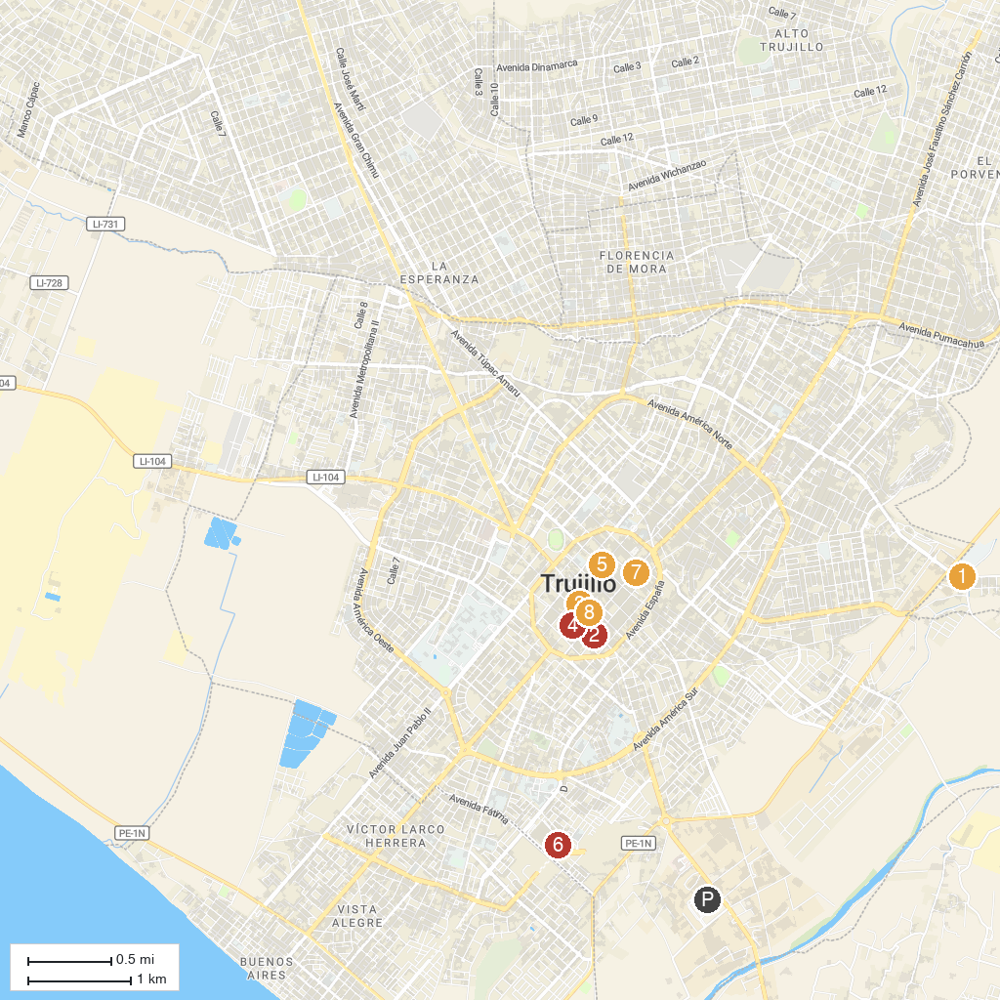 Calle 7
ALTO
TRUJILLO
Calle José Martí
Calle 3
Calle 10
Avenida Dinamarca
Calle 3
Calle 2
Manco Cápac
Calle 7
Avenida Gran Chimu
Calle 9
Calle 12
Calle 12
Avenida José Faustino Sánchez Carrión
EL
PORVEN
Avenida Wichanzao
LI-731
LI-728
LA
ESPERANZA
FLORENCIA
DE MORA
Calle 8
Avenida Metropolitana II
Avenida Túpac Amaru
Avenida Pumacahua
04
Avenida América Norte
LI-104
LI-104
Calle 7
Avenida América Oeste
5
7
1
Trujillo
8
4
2
Avenida España
Avenida Juan Pablo II
Avenida América Sur
D
Avenida Fátima
PE-1N
VÍCTOR LARCO
HERRERA
6
PE-1N
P
VISTA
ALEGRE
BUENOS
AIRES
0.5 mi
1 km